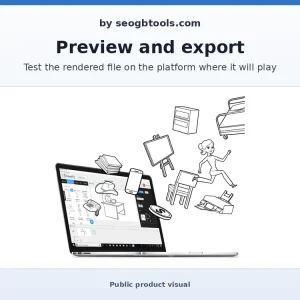 by seogbtools.com
Preview and export
Test the rendered file on the platform where it will play
Public product visual